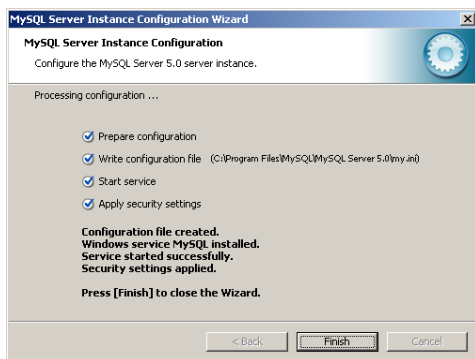 MySQL Server Instance Configuration Wizard
MySQL Server Instance Configuration
Configure the MySQL Server 5.0 server instance.
Processing configuration ...
Prepare configuration
Write configuration file (C:\Program Files\MySQL\MySQL Server 5.0\my.ini)
Start service
Apply security settings
Configuration file created.
Windows service MySQL installed.
Service started successfully.
Security settings applied.
Press [Finish] to close the Wizard.
< Back Finish Cancel